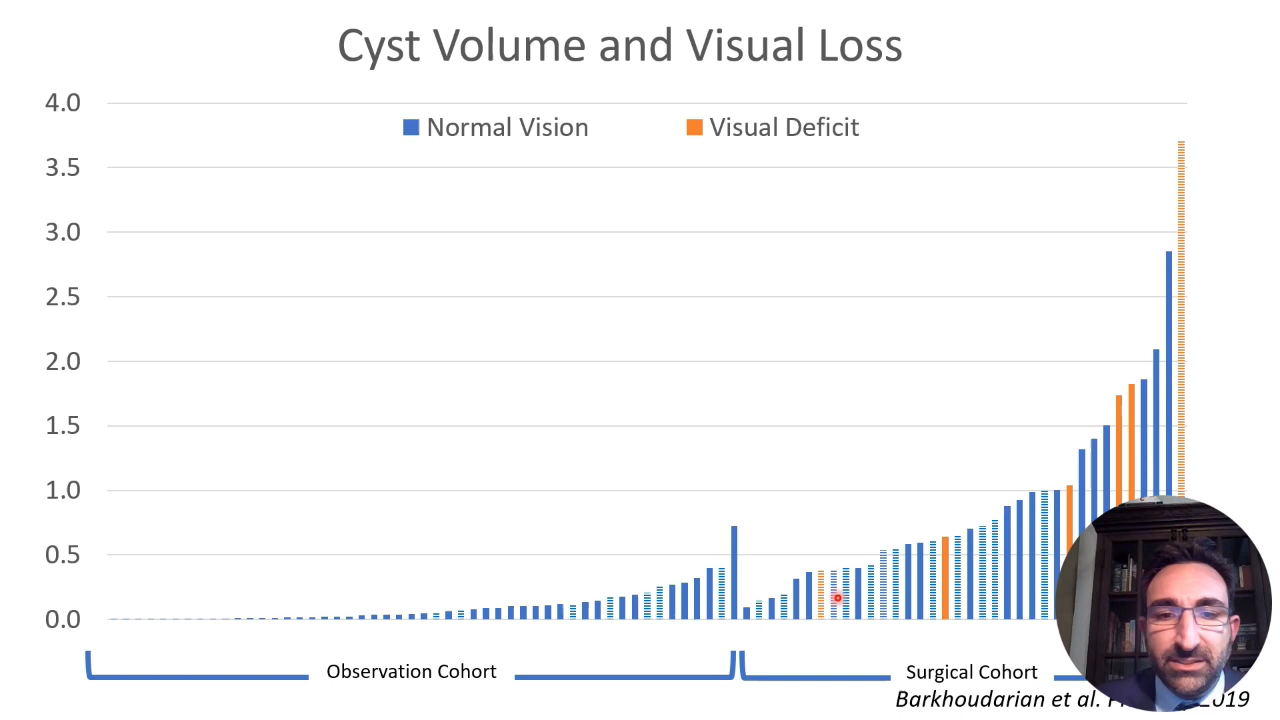 Cyst Volume and Visual Loss
4.0
Normal Vision Visual Deficit
3.5
3.0
2.5
2.0
1.5
1.0
0.5
0.0
Observation Cohort Surgical Cohort
Barkhoudarian et al. 2019